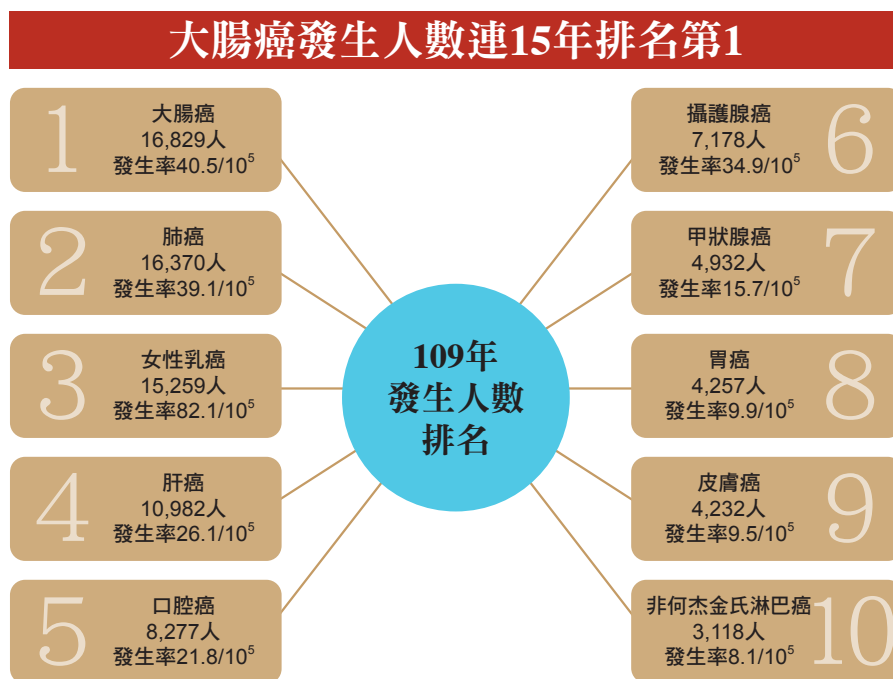 大腸癌發生人數連15年排名第1
1
大腸癌
16,829人
發生率40.5/10⁵
2
肺癌
16,370人
發生率39.1/10⁵
3
女性乳癌
15,259人
發生率82.1/10⁵
4
肝癌
10,982人
發生率26.1/10⁵
5
口腔癌
8,277人
發生率21.8/10⁵
109年
發生人數
排名
攝護腺癌
7,178人
發生率34.9/10⁵
6
甲狀腺癌
4,932人
發生率15.7/10⁵
7
胃癌
4,257人
發生率9.9/10⁵
8
皮膚癌
4,232人
發生率9.5/10⁵
9
非何杰金氏淋巴癌
3,118人
發生率8.1/10⁵
10